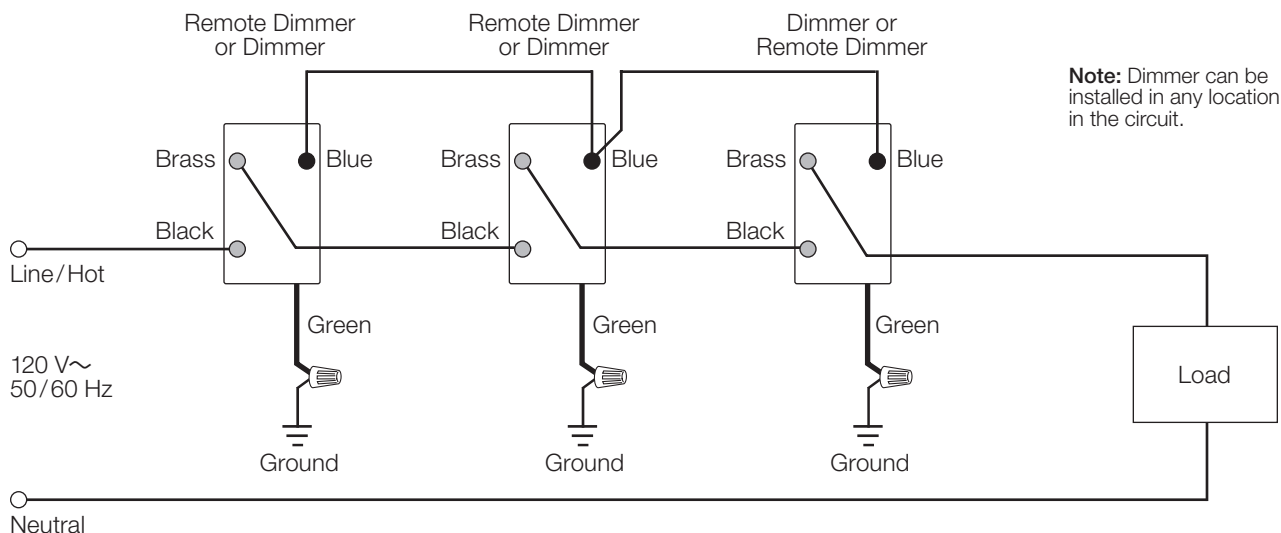 Remote Dimmer
or Dimmer
Remote Dimmer
or Dimmer
Dimmer or
Remote Dimmer
Note: Dimmer can be
installed in any location
in the circuit.
Brass
Blue
Brass
Blue
Brass
Blue
Black
Black
Black
Line/Hot
Green
Green
Green
120 V~
50/60 Hz
Load
Ground
Ground
Ground
Neutral